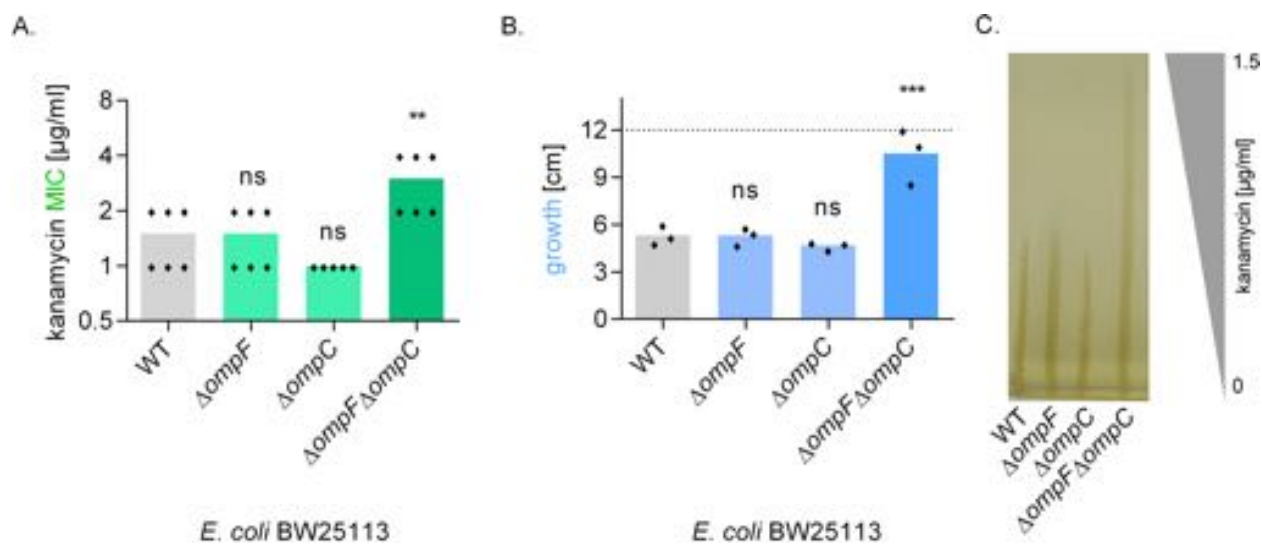 A.
kanamycin MIC [µg/ml]
8
4
2
1
0.5
ns
ns
**
WT
ΔompF
ΔompC
ΔompFΔompC
E. coli BW25113
B.
growth [cm]
12
9
6
3
0
ns
ns
***
WT
ΔompF
ΔompC
ΔompFΔompC
E. coli BW25113
C.
1.5
kanamycin [µg/ml]
0
WT
ΔompF
ΔompC
ΔompFΔompC